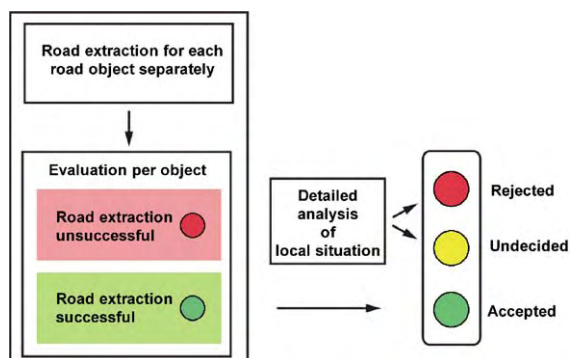 Road extraction for each
road object separately
Evaluation per object
Road extraction
unsuccessful
Road extraction
successful
Detailed
analysis
of
local situation
Rejected
Undecided
Accepted